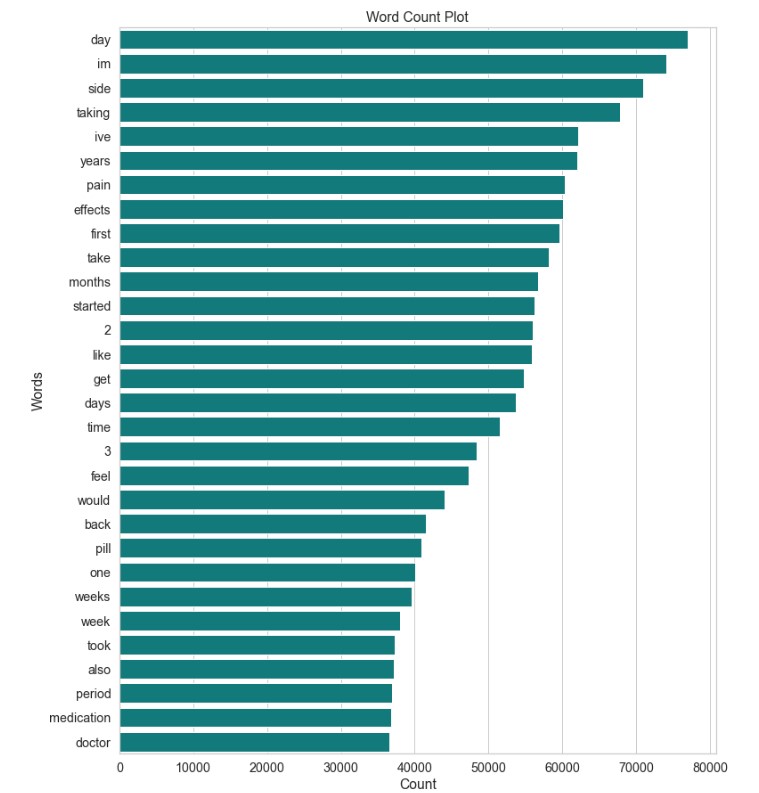 Word Count Plot
day
im
side
taking
ive
years
pain
effects
first
take
months
started
2
like
get
days
time
3
feel
would
back
pill
one
weeks
week
took
also
period
medication
doctor
Words
0 10000 20000 30000 40000 50000 60000 70000 80000
Count